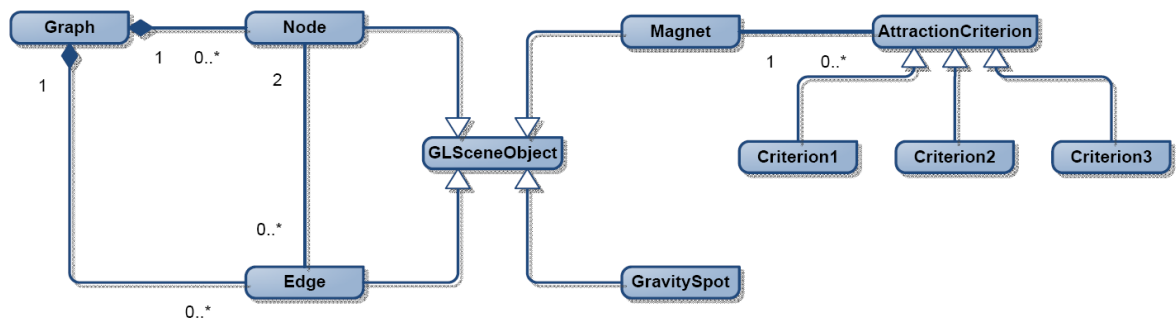 Graph
Node
Magnet
AttractionCriterion
1
1
0..*
2
1
0..*
GLSceneObject
Criterion1
Criterion2
Criterion3
0..*
Edge
GravitySpot
0..*